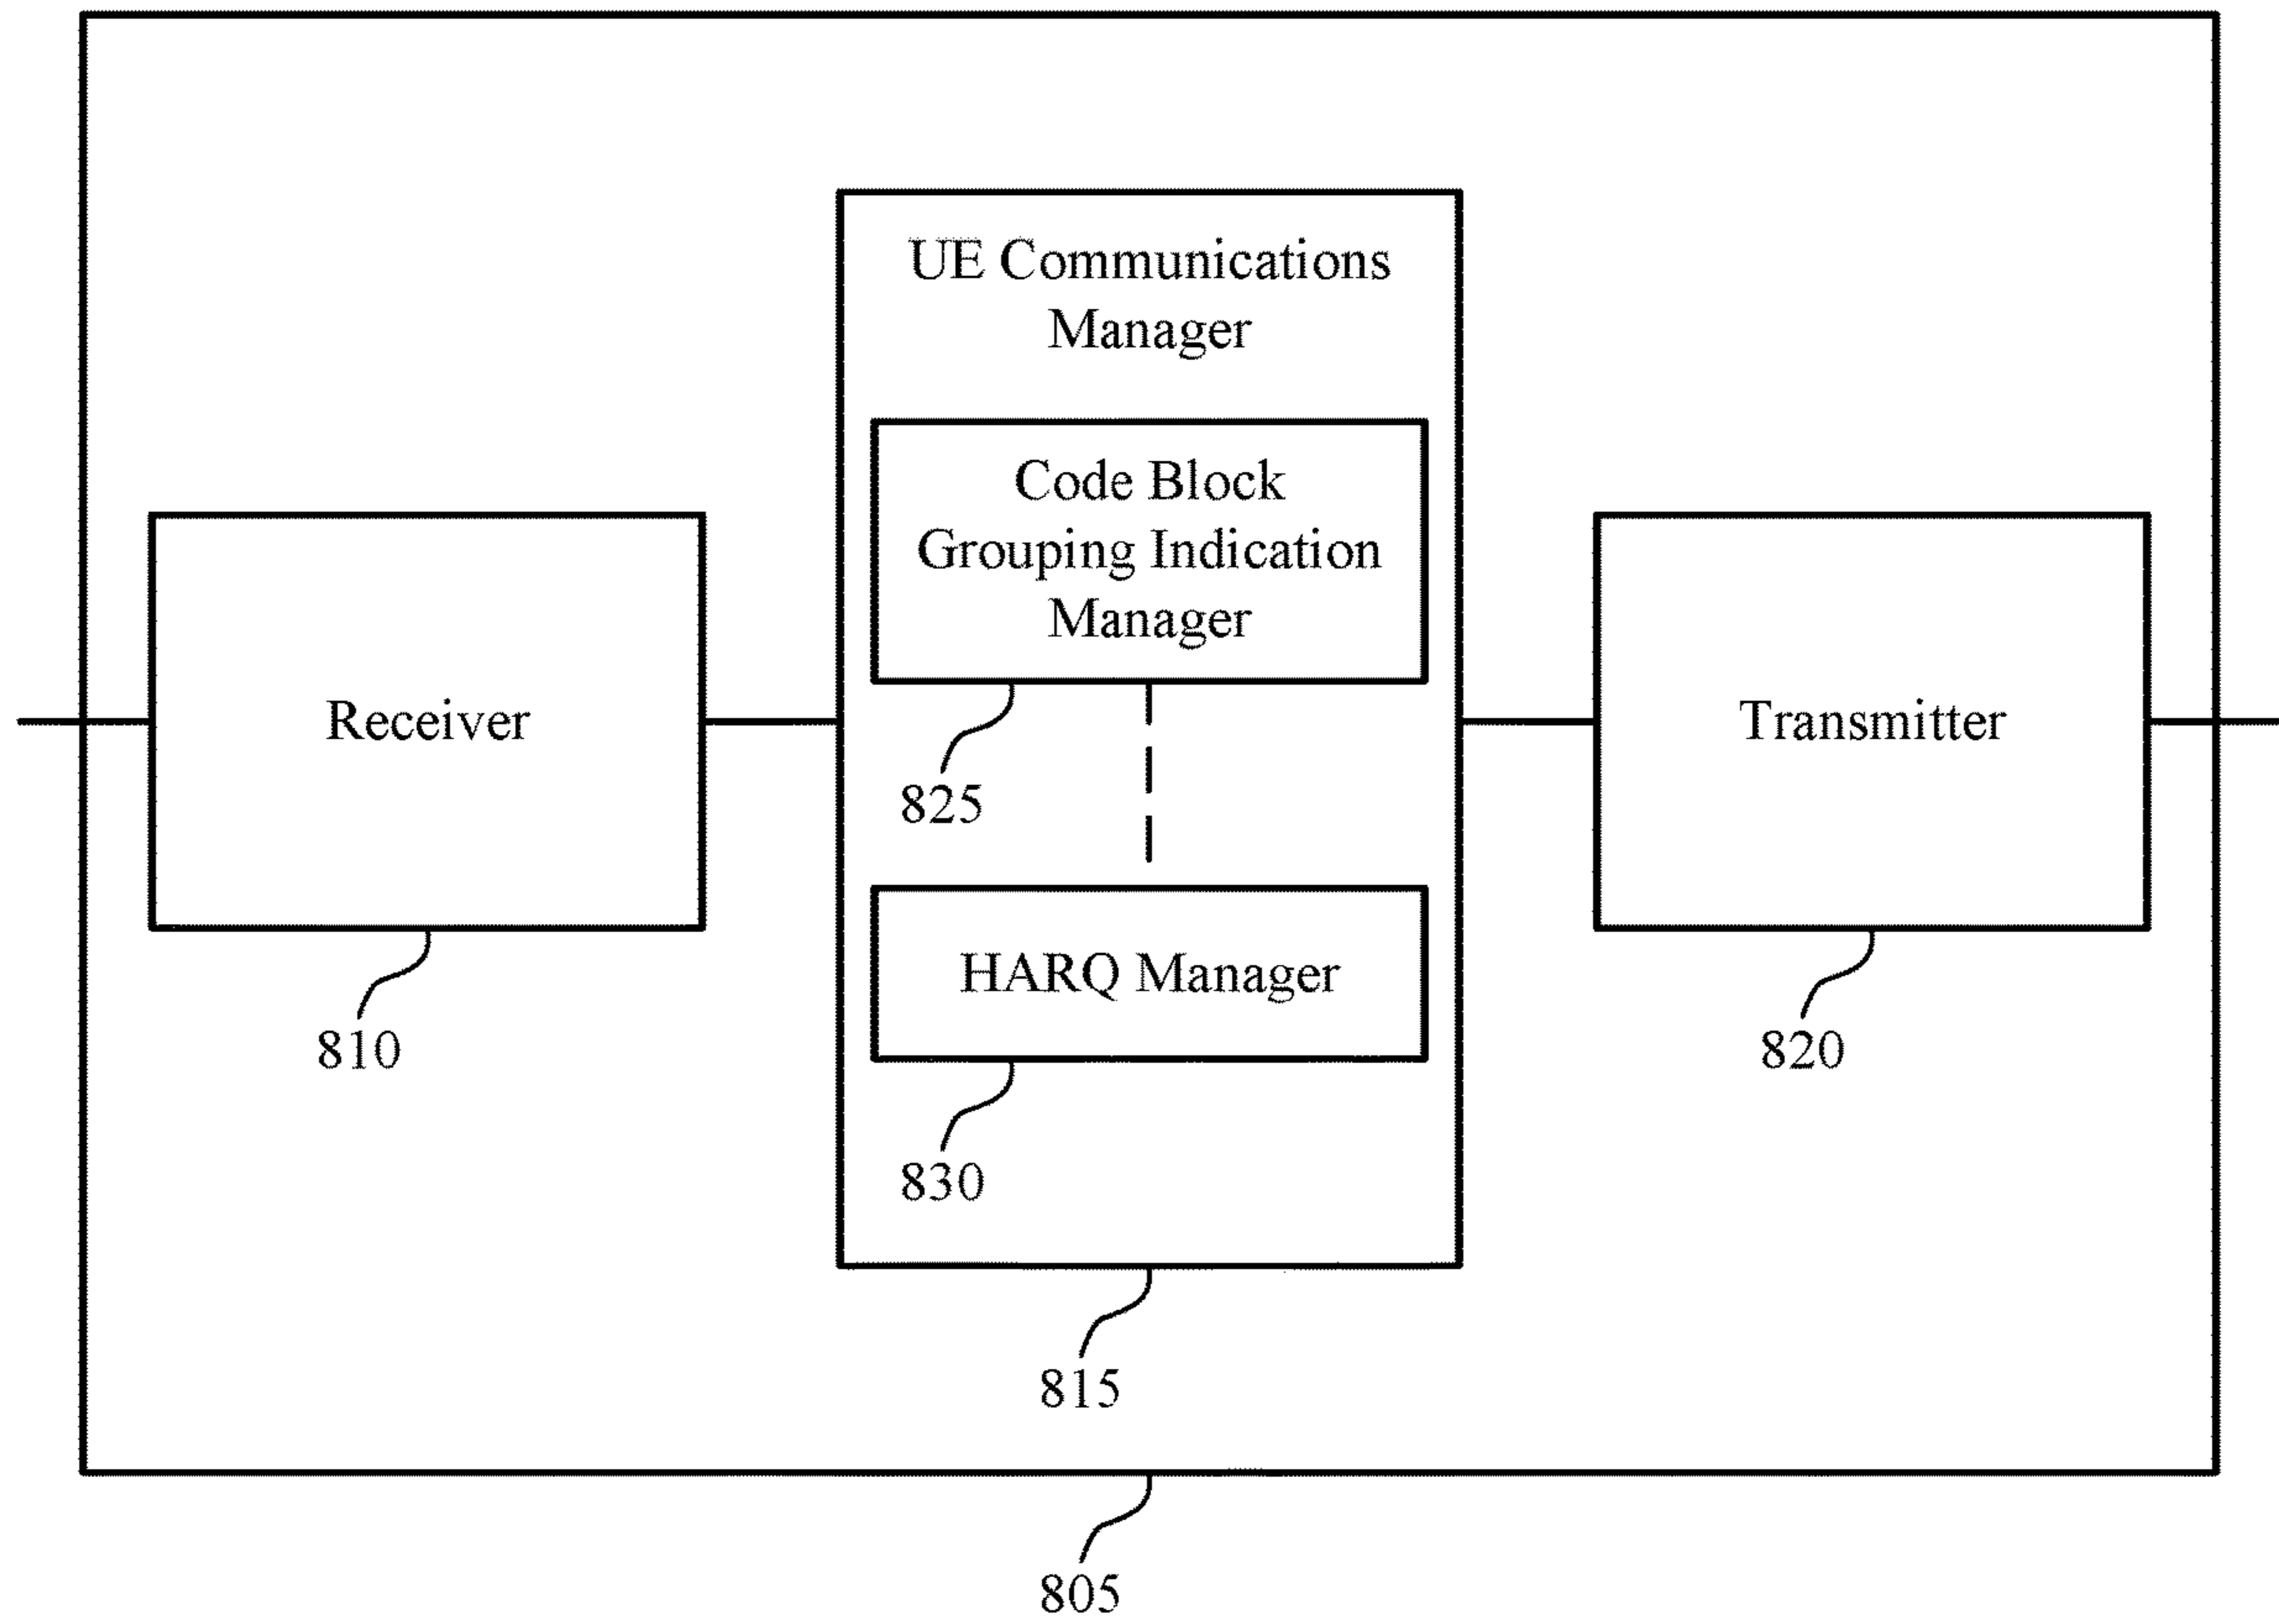 UE Communications
Manager
Code Block
Grouping Indication
Manager
Receiver
Transmitter
825
HARQ Manager
810
820
830
815
805